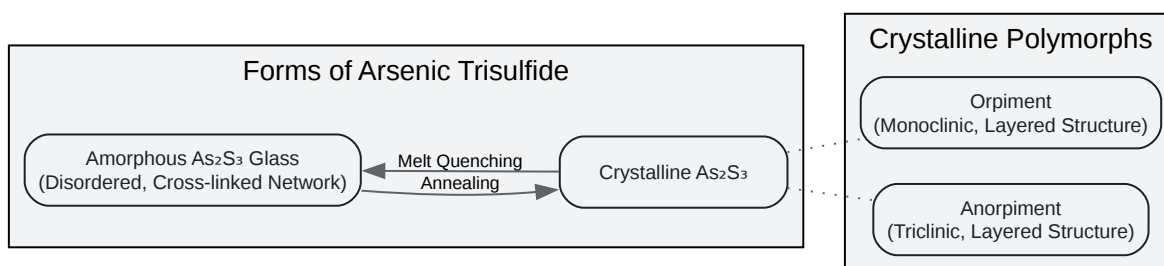 Forms of Arsenic Trisulfide
Amorphous As₂S₃ Glass
(Disordered, Cross-linked Network)
Melt Quenching
Annealing
Crystalline As₂S₃
Crystalline Polymorphs
Orpiment
(Monoclinic, Layered Structure)
Anorpiment
(Triclinic, Layered Structure)